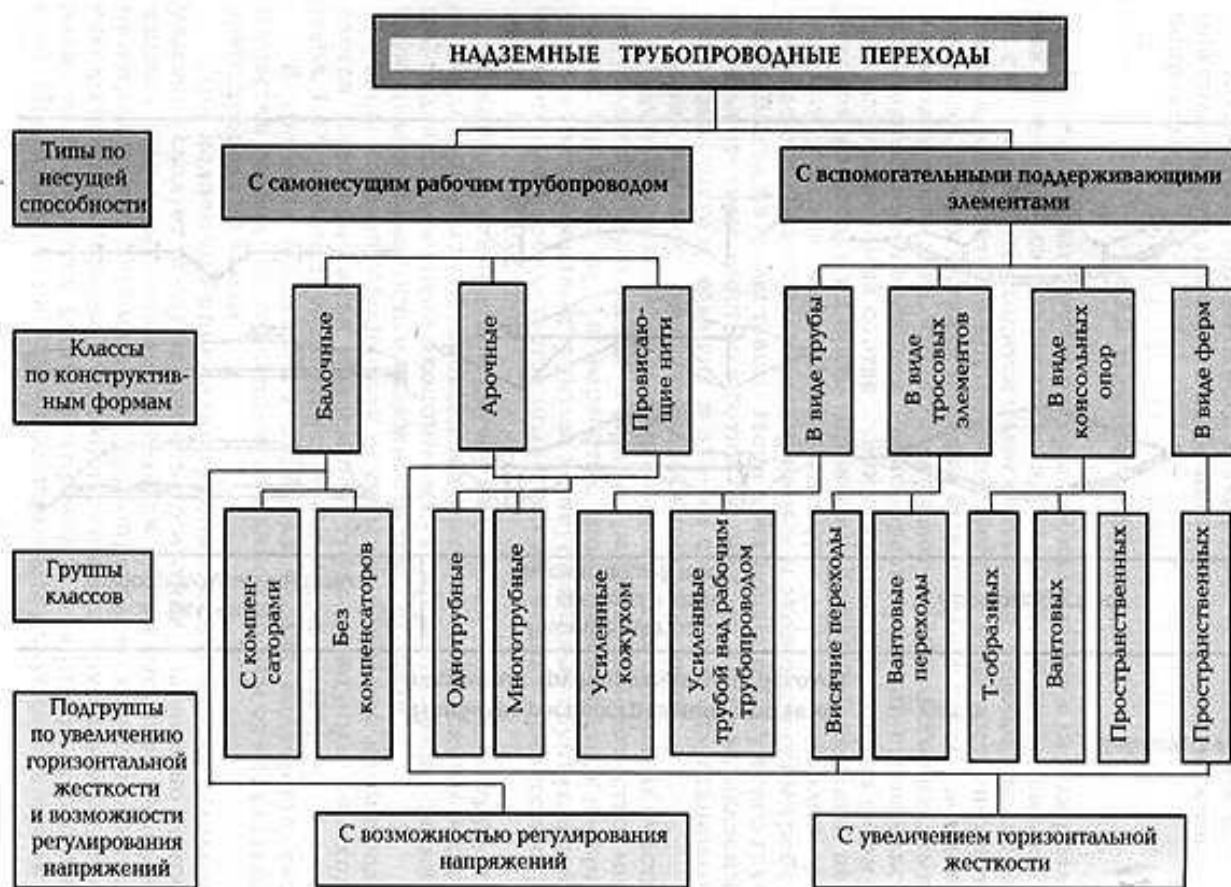 НАДЗЕМНЫЕ ТРУБОПРОВОДНЫЕ ПЕРЕХОДЫ
Типы по
несущей
способности
С самонесущим рабочим трубопроводом
С вспомогательными поддерживающими
элементами
Классы
по конструктив-
ным формам
Балочные
Арочные
Провисаю-
щие нити
В виде трубы
В виде
тросовых
элементов
В виде
консольных
опор
В виде ферм
Группы
классов
С компен-
саторами
Без
компенсаторов
Однотрубные
Многотрубные
Усиленные
кожухом
Усиленные
трубой над рабочим
трубопроводом
Висячие переходы
Вантовые
переходы
Т-образных
Вантовых
Пространственных
Пространственных
Подгруппы
по увеличению
горизонтальной
жесткости
и возможности
регулирования
напряжений
С возможностью регулирования
напряжений
С увеличением горизонтальной
жесткости